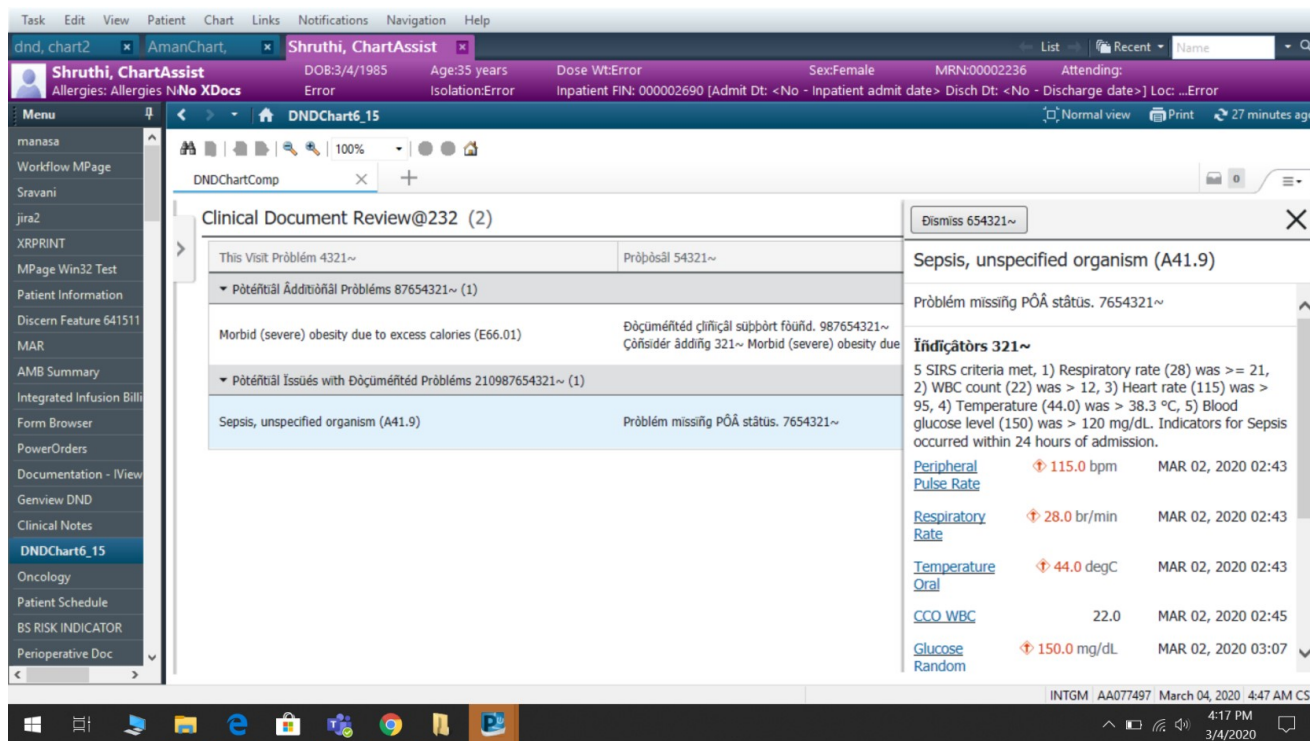 Task Edit View Patient Chart Links Notifications Navigation Help
dnd, chart2 AmanChart, Shruthi, ChartAssist List Recent Name
Shruthi, ChartAssist DOB:3/4/1985 Age:35 years Dose Wt:Error Sex:Female MRN:00002236 Attending:
Allergies: Allergies No XDocs Error Isolation:Error Inpatient FIN: 000002690 [Admit Dt: <No - Inpatient admit date> Disch Dt: <No - Discharge date>] Loc: ...Error
Menu DNDChart6_15 Normal view Print 27 minutes ago
manasa
Workflow MPage
Sravani
jira2
XRPRINT
MPage Win32 Test
Patient Information
Discern Feature 641511
MAR
AMB Summary
Integrated Infusion Billi
Form Browser
PowerOrders
Documentation - IView
Genview DND
Clinical Notes
DNDChart6_15
Oncology
Patient Schedule
BS RISK INDICATOR
Perioperative Doc
100%
DNDChartComp 0
Clinical Document Review@232 (2)
This Visit Pròblém 4321~ Pròþòsâl 54321~
Pòtéñtïâl Âddïtïòñâl Pròbléms 87654321~ (1)
Morbid (severe) obesity due to excess calories (E66.01)
Ðòçüméñtéd çlïñïçâl süþþòrt fòüñd. 987654321~
Çòñsïdér âddïñg 321~ Morbid (severe) obesity due
Pòtéñtïâl Ïssüés wïth Ðòçüméñtéd Pròbléms 210987654321~ (1)
Sepsis, unspecified organism (A41.9) Pròblém mïssïñg PÔÂ stâtüs. 7654321~
Ðïsmïss 654321~
Sepsis, unspecified organism (A41.9)
Pròblém mïssïñg PÔÂ stâtüs. 7654321~
Ïñdïçâtòrs 321~
5 SIRS criteria met, 1) Respiratory rate (28) was >= 21,
2) WBC count (22) was > 12, 3) Heart rate (115) was >
95, 4) Temperature (44.0) was > 38.3 °C, 5) Blood
glucose level (150) was > 120 mg/dL. Indicators for Sepsis
occurred within 24 hours of admission.
Peripheral Pulse Rate 115.0 bpm MAR 02, 2020 02:43
Respiratory Rate 28.0 br/min MAR 02, 2020 02:43
Temperature Oral 44.0 degC MAR 02, 2020 02:43
CCO WBC 22.0 MAR 02, 2020 02:45
Glucose Random 150.0 mg/dL MAR 02, 2020 03:07
INTGM AA077497 March 04, 2020 4:47 AM CS
4:17 PM
3/4/2020